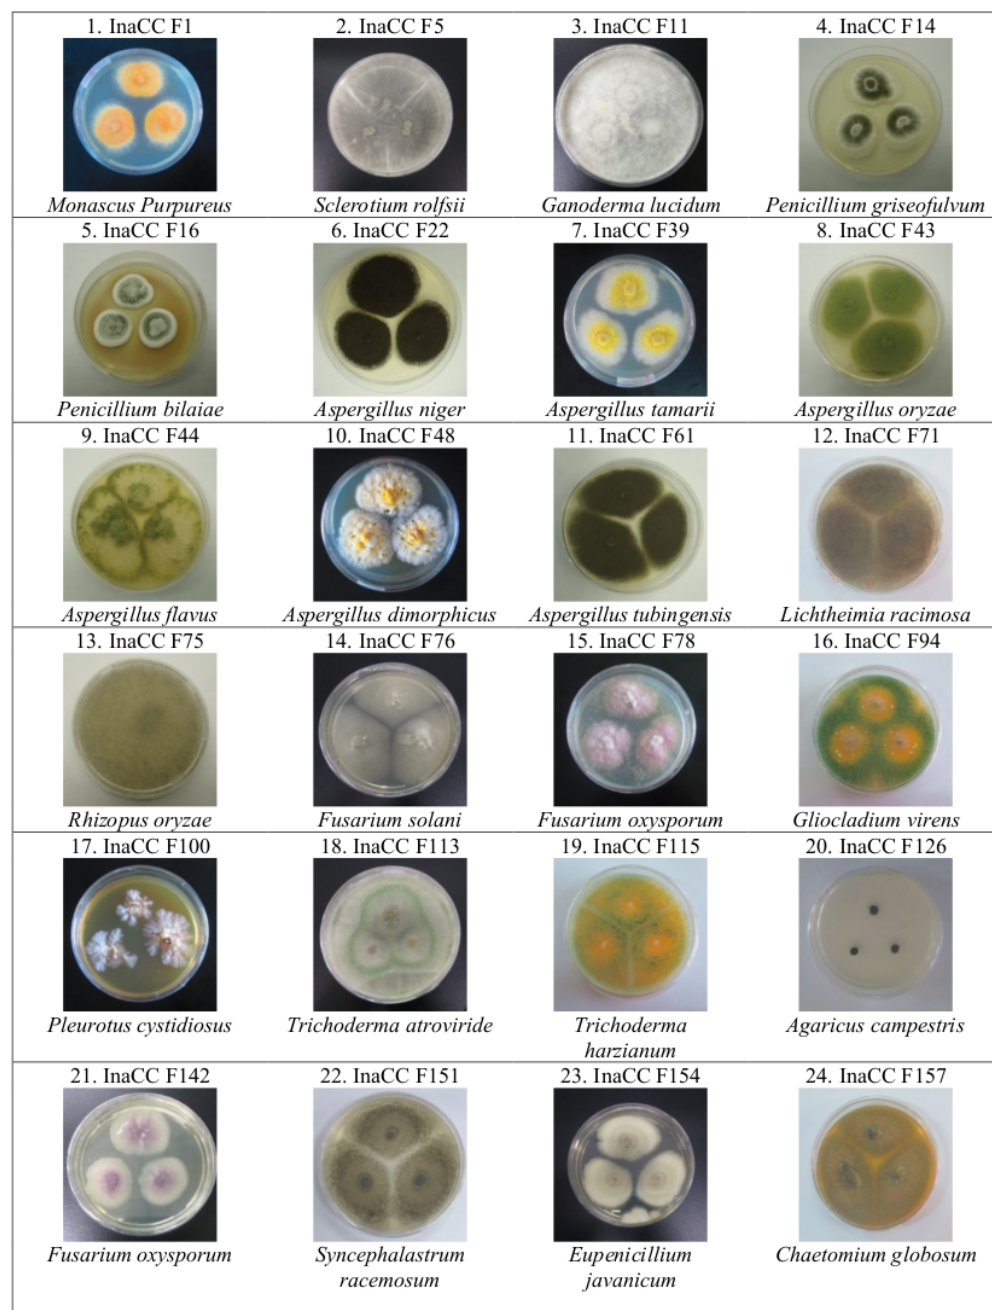 1. InaCC F1
2. InaCC F5
3. InaCC F11
4. InaCC F14
Monascus Purpureus
Sclerotium rolfsii
Ganoderma lucidum
Penicillium griseofulvum
5. InaCC F16
6. InaCC F22
7. InaCC F39
8. InaCC F43
Penicillium bilaiae
Aspergillus niger
Aspergillus tamarii
Aspergillus oryzae
9. InaCC F44
10. InaCC F48
11. InaCC F61
12. InaCC F71
Aspergillus flavus
Aspergillus dimorphicus
Aspergillus tubingensis
Lichtheimia racimosa
13. InaCC F75
14. InaCC F76
15. InaCC F78
16. InaCC F94
Rhizopus oryzae
Fusarium solani
Fusarium oxysporum
Gliocladium virens
17. InaCC F100
18. InaCC F113
19. InaCC F115
20. InaCC F126
Pleurotus cystidiosus
Trichoderma atroviride
Trichoderma
harzianum
Agaricus campestris
21. InaCC F142
22. InaCC F151
23. InaCC F154
24. InaCC F157
Fusarium oxysporum
Syncephalastrum
racemosum
Eupenicillium
javanicum
Chaetomium globosum